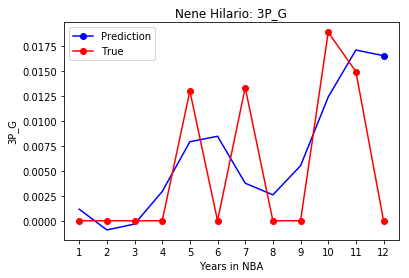 Nene Hilario: 3P_G
Prediction
True
3P_G
0.0175
0.0150
0.0125
0.0100
0.0075
0.0050
0.0025
0.0000
1 2 3 4 5 6 7 8 9 10 11 12
Years in NBA